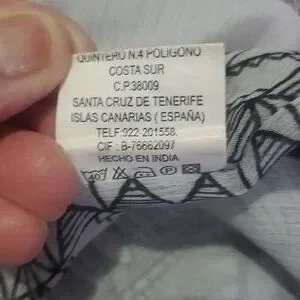 QUINTERO N.4 POLIGONO
COSTA SUR
C.P.38009
SANTA CRUZ DE TENERIFE
ISLAS CANARIAS ( ESPAÑA)
TELF:922 201558.
CIF : B-76662097
HECHO EN INDIA
40
P